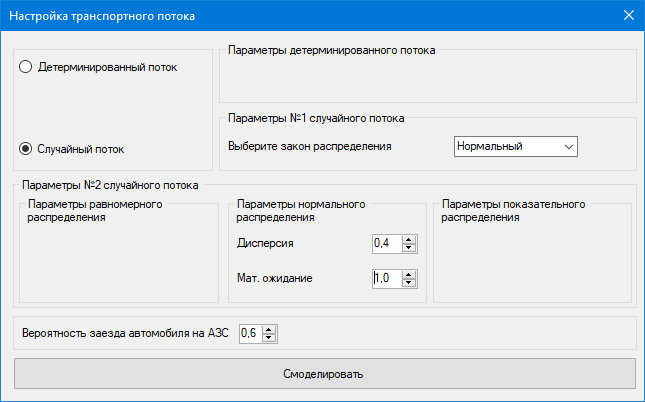 Настройка транспортного потока
Детерминированный поток
Случайный поток
Параметры детерминированного потока
Параметры №1 случайного потока
Выберите закон распределения
Нормальный
Параметры №2 случайного потока
Параметры равномерного
распределения
Параметры нормального
распределения
Дисперсия
0,4
Мат. ожидание
1,0
Параметры показательного
распределения
Вероятность заезда автомобиля на АЗС
0,6
Смоделировать